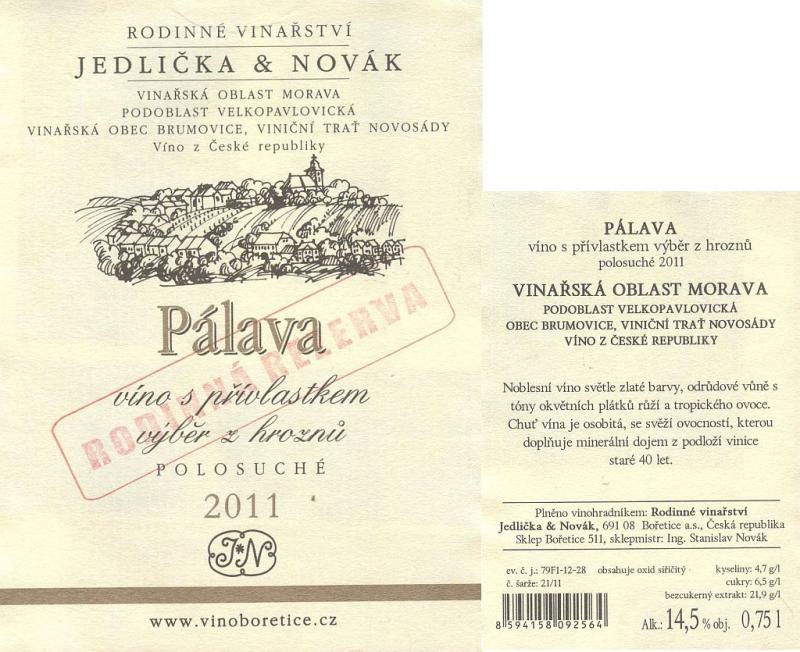 RODINNÉ VINAŘSTVÍ
JEDLIČKA & NOVÁK
VINAŘSKÁ OBLAST MORAVA
PODOBLAST VELKOPAVLOVICKÁ
VINAŘSKÁ OBEC BRUMOVICE, VINIČNÍ TRAŤ NOVOSÁDY
Víno z České republiky
Pálava
RODINNÁ REZERVA
víno s přívlastkem
výběr z hroznů
POLOSUCHÉ
2011
J*N
www.vinoboretice.cz
PÁLAVA
víno s přívlastkem výběr z hroznů
polosuché 2011
VINAŘSKÁ OBLAST MORAVA
PODOBLAST VELKOPAVLOVICKÁ
OBEC BRUMOVICE, VINIČNÍ TRAŤ NOVOSÁDY
VÍNO Z ČESKÉ REPUBLIKY
Noblesní víno světle zlaté barvy, odrůdové vůně s
tóny okvětních plátků růží a tropického ovoce.
Chuť vína je osobitá, se svěží ovocností, kterou
doplňuje minerální dojem z podloží vinice
staré 40 let.
Plněno vinohradníkem: Rodinné vinařství
Jedlička & Novák, 691 08 Bořetice a.s., Česká republika
Sklep Bořetice 511, sklepmistr: Ing. Stanislav Novák
ev. č. j.: 79F1-12-28 obsahuje oxid siřičitý kyseliny: 4,7 g/l
č. šarže: 21/11 cukry: 6,5 g/l
bezcukerný extrakt: 21,9 g/l
8 594158 092564 Alk.: 14,5 % obj. 0,75 l